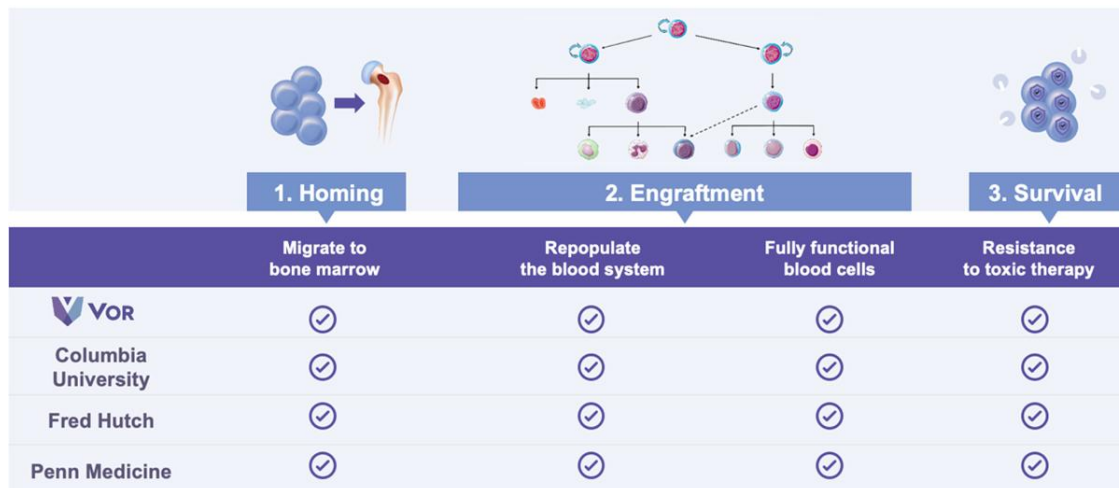 1. Homing
2. Engraftment
3. Survival
Migrate to
bone marrow
Repopulate
the blood system
Fully functional
blood cells
Resistance
to toxic therapy
VOR
Columbia
University
Fred Hutch
Penn Medicine